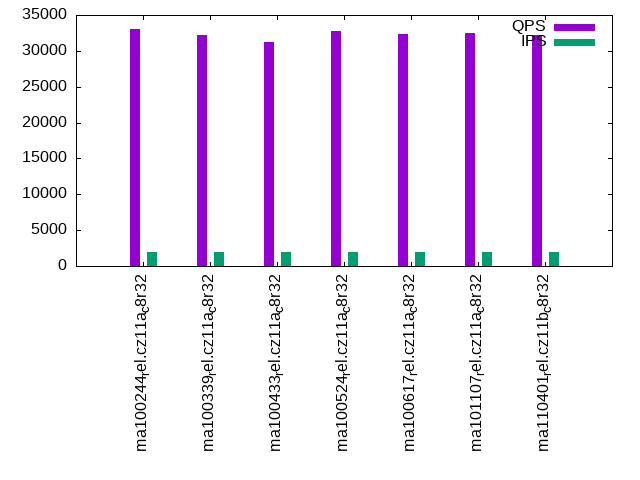 35000
30000
25000
20000
15000
10000
5000
0
QPS
IPS
ma100244rel.cz11ac8r32
ma100339rel.cz11ac8r32
ma100433rel.cz11ac8r32
ma100524rel.cz11ac8r32
ma100617rel.cz11ac8r32
ma101107rel.cz11ac8r32
ma110401rel.cz11bc8r32